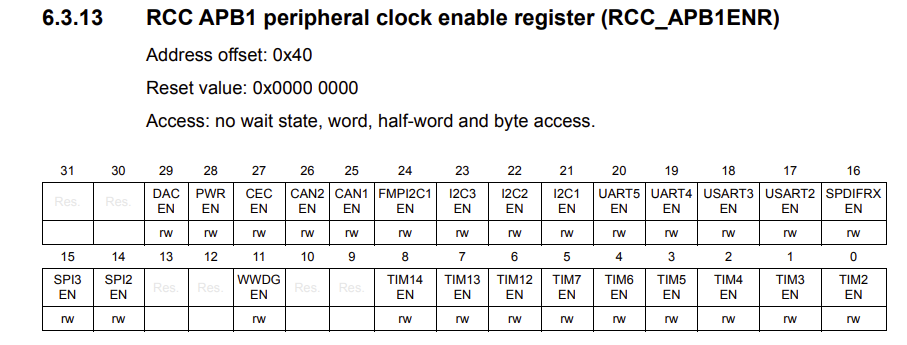 6.3.13 RCC APB1 peripheral clock enable register (RCC_APB1ENR)
Address offset: 0x40
Reset value: 0x0000 0000
Access: no wait state, word, half-word and byte access.
31 30 29 28 27 26 25 24 23 22 21 20 19 18 17 16
Res. Res. DAC EN PWR EN CEC EN CAN2 EN CAN1 EN FMPI2C1 EN I2C3 EN I2C2 EN I2C1 EN UART5 EN UART4 EN USART3 EN USART2 EN SPDIFRX EN
rw rw rw rw rw rw rw rw rw rw rw rw rw rw
15 14 13 12 11 10 9 8 7 6 5 4 3 2 1 0
SPI3 EN SPI2 EN Res. Res. WWDG EN Res. Res. TIM14 EN TIM13 EN TIM12 EN TIM7 EN TIM6 EN TIM5 EN TIM4 EN TIM3 EN TIM2 EN
rw rw rw rw rw rw rw rw rw rw rw rw